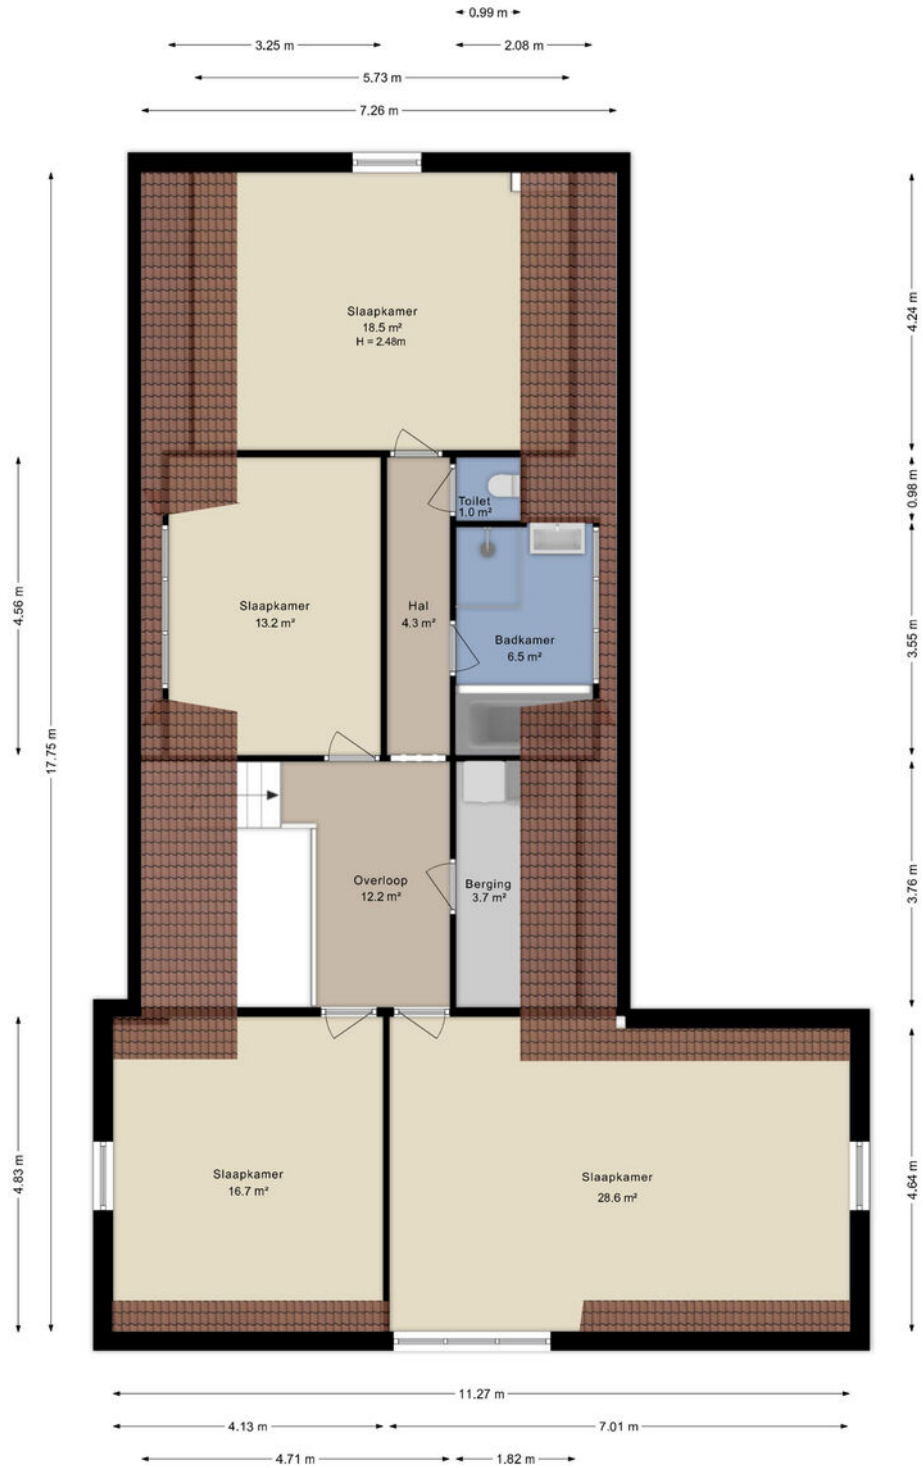 0.99 m
3.25 m
2.08 m
5.73 m
7.26 m
Slaapkamer
18.5 m²
H = 2.48m
4.24 m
Toilet
1.0 m²
0.98 m
4.56 m
Slaapkamer
13.2 m²
Hal
4.3 m²
Badkamer
6.5 m²
3.55 m
17.75 m
Overloop
12.2 m²
Berging
3.7 m²
3.76 m
4.83 m
Slaapkamer
16.7 m²
Slaapkamer
28.6 m²
4.64 m
11.27 m
4.13 m
7.01 m
4.71 m
1.82 m